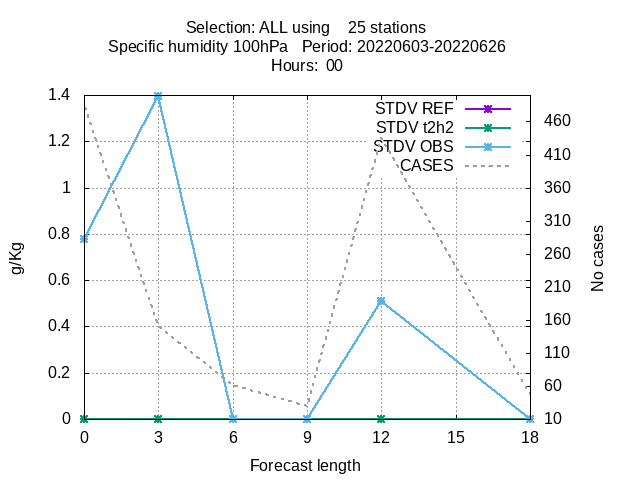 Selection: ALL using    25 stations
Specific humidity 100hPa   Period: 20220603-20220626
Hours:  00
1.4
1.2
1
0.8
0.6
0.4
0.2
0
g/Kg
STDV REF
STDV t2h2
STDV OBS
CASES
460
410
360
310
260
210
160
110
60
10
No cases
0 3 6 9 12 15 18
Forecast length